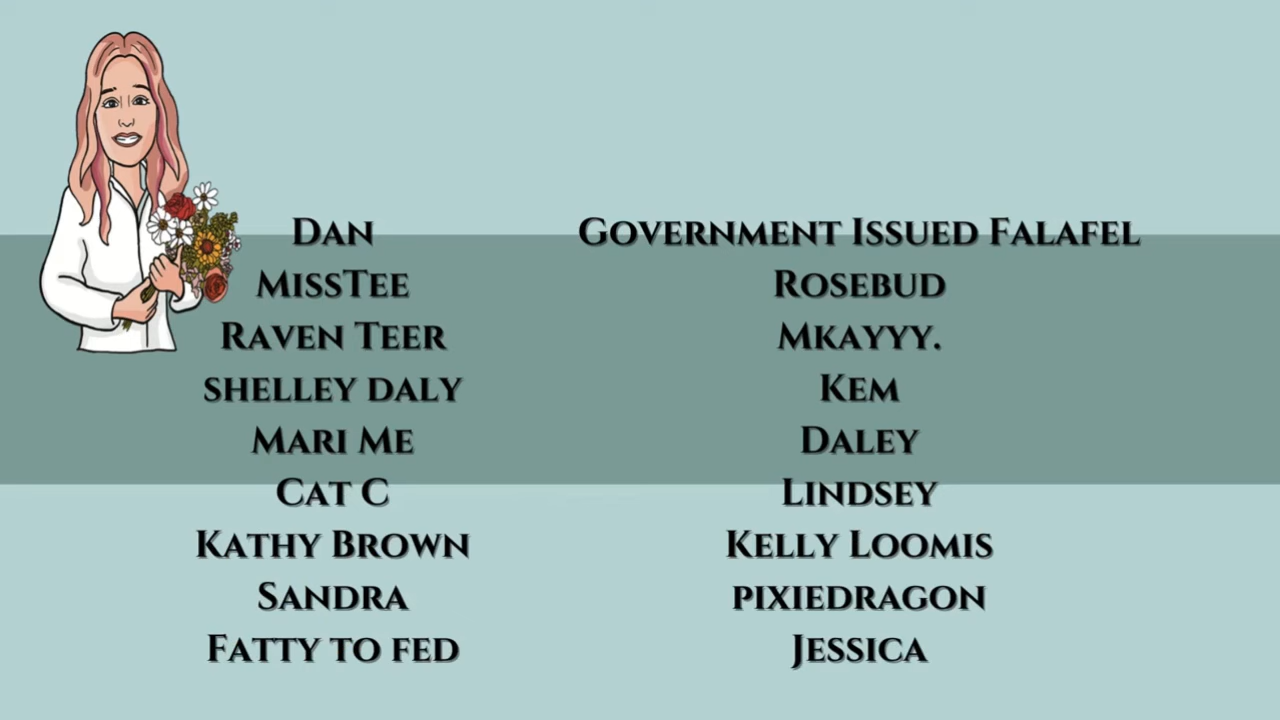 Dan
MissTee
Raven Teer
shelley daly
Mari Me
Cat C
Kathy Brown
Sandra
Fatty to fed
Government Issued Falafel
Rosebud
Mkayyy.
Kem
Daley
Lindsey
Kelly Loomis
pixiedragon
Jessica